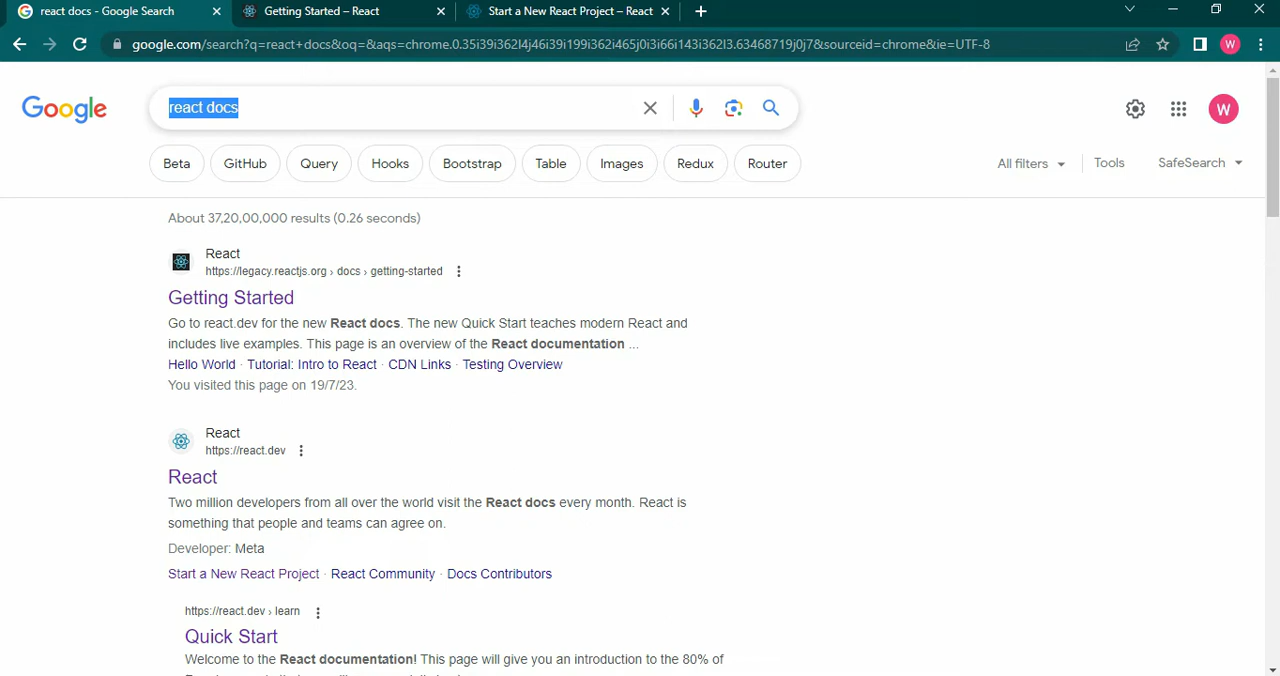 react docs - Google Search
Getting Started – React
Start a New React Project – React
google.com/search?q=react+docs&oq=&aqs=chrome.0.35i39i362l4j46i39i199i362i465j0i3i66i143i362l3.63468719j0j7&sourceid=chrome&ie=UTF-8
W
Google
react docs
W
Beta
GitHub
Query
Hooks
Bootstrap
Table
Images
Redux
Router
All filters
Tools
SafeSearch
About 37,20,00,000 results (0.26 seconds)
React
https://legacy.reactjs.org › docs › getting-started
Getting Started
Go to react.dev for the new React docs. The new Quick Start teaches modern React and
includes live examples. This page is an overview of the React documentation ...
Hello World · Tutorial: Intro to React · CDN Links · Testing Overview
You visited this page on 19/7/23.
React
https://react.dev
React
Two million developers from all over the world visit the React docs every month. React is
something that people and teams can agree on.
Developer: Meta
Start a New React Project · React Community · Docs Contributors
https://react.dev › learn
Quick Start
Welcome to the React documentation! This page will give you an introduction to the 80% of